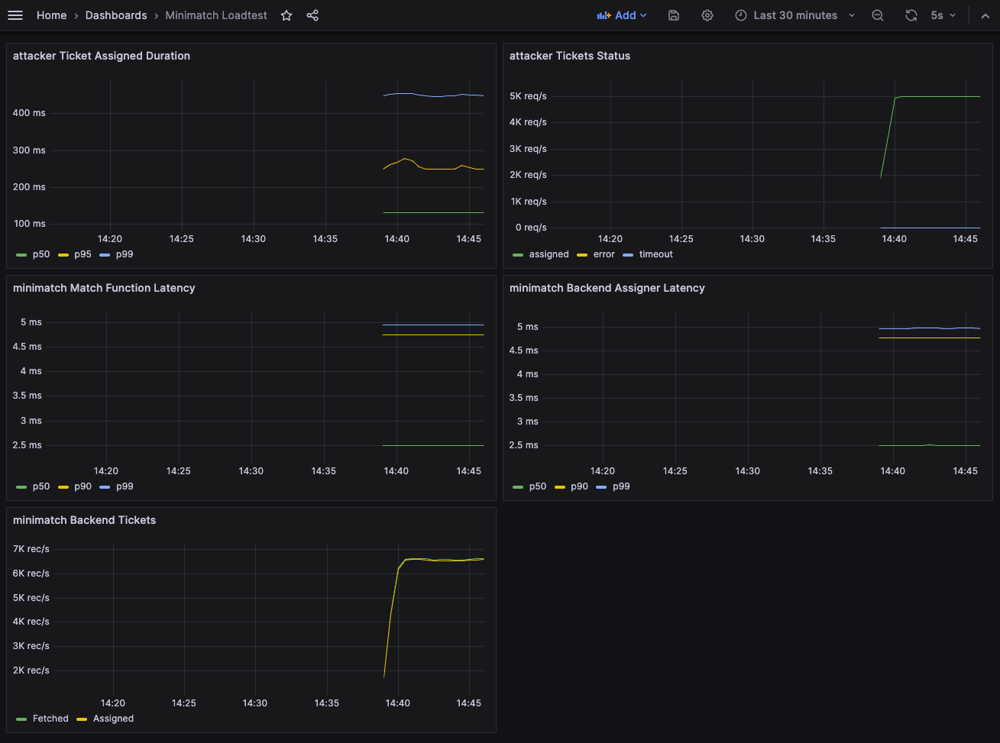 Home › Dashboards › Minimatch Loadtest Add Last 30 minutes 5s
attacker Ticket Assigned Duration
400 ms
300 ms
200 ms
100 ms
14:20 14:25 14:30 14:35 14:40 14:45
p50 p95 p99
attacker Tickets Status
5K req/s
4K req/s
3K req/s
2K req/s
1K req/s
0 req/s
14:20 14:25 14:30 14:35 14:40 14:45
assigned error timeout
minimatch Match Function Latency
5 ms
4.5 ms
4 ms
3.5 ms
3 ms
2.5 ms
14:20 14:25 14:30 14:35 14:40 14:45
p50 p90 p99
minimatch Backend Assigner Latency
5 ms
4.5 ms
4 ms
3.5 ms
3 ms
2.5 ms
14:20 14:25 14:30 14:35 14:40 14:45
p50 p90 p99
minimatch Backend Tickets
7K rec/s
6K rec/s
5K rec/s
4K rec/s
3K rec/s
2K rec/s
14:20 14:25 14:30 14:35 14:40 14:45
Fetched Assigned